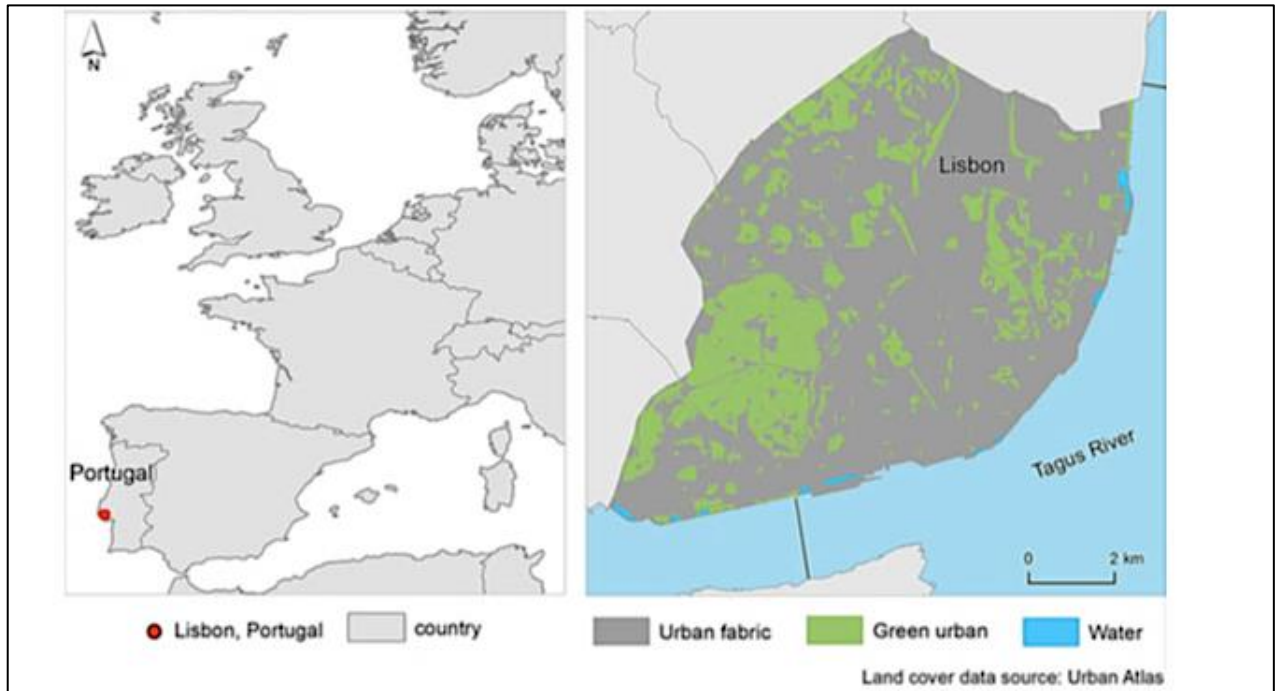 N
Portugal
Lisbon
Tagus River
0 2 km
Lisbon, Portugal country
Urban fabric Green urban Water
Land cover data source: Urban Atlas